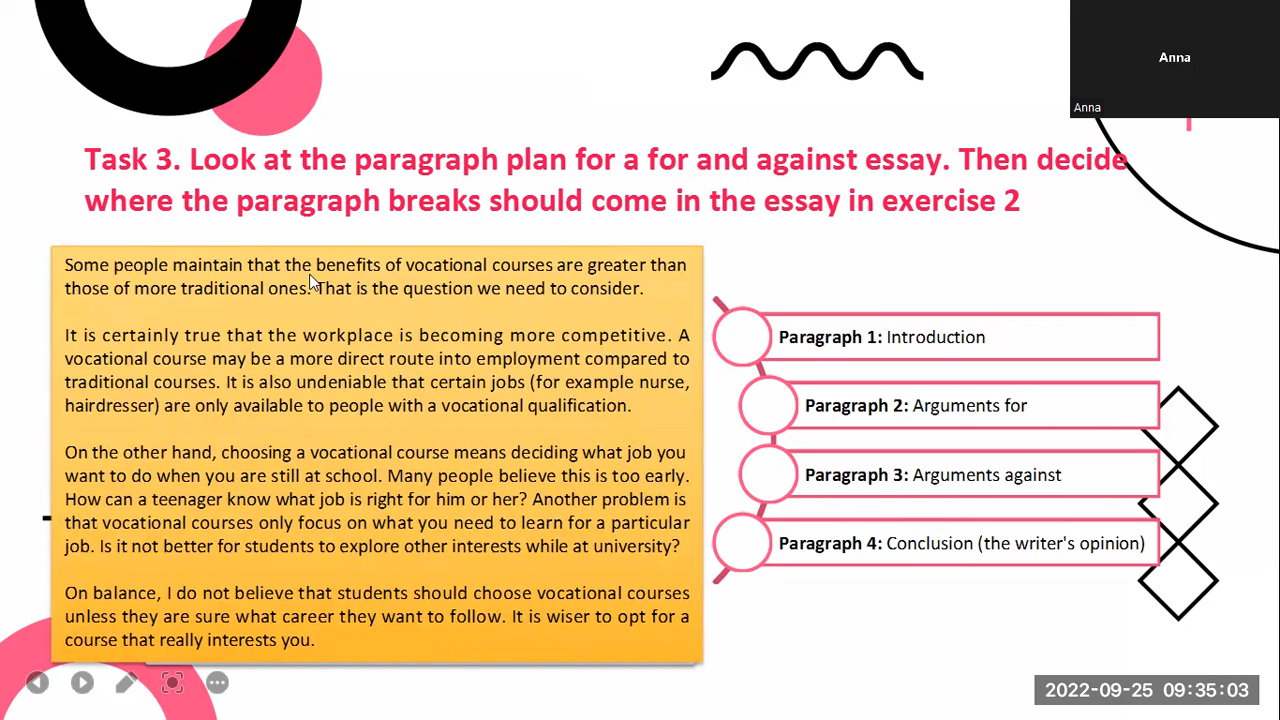 Anna
Anna
Task 3. Look at the paragraph plan for a for and against essay. Then decide
where the paragraph breaks should come in the essay in exercise 2
Some people maintain that the benefits of vocational courses are greater than
those of more traditional ones. That is the question we need to consider.
It is certainly true that the workplace is becoming more competitive. A
vocational course may be a more direct route into employment compared to
traditional courses. It is also undeniable that certain jobs (for example nurse,
hairdresser) are only available to people with a vocational qualification.
On the other hand, choosing a vocational course means deciding what job you
want to do when you are still at school. Many people believe this is too early.
How can a teenager know what job is right for him or her? Another problem is
that vocational courses only focus on what you need to learn for a particular
job. Is it not better for students to explore other interests while at university?
On balance, I do not believe that students should choose vocational courses
unless they are sure what career they want to follow. It is wiser to opt for a
course that really interests you.
Paragraph 1: Introduction
Paragraph 2: Arguments for
Paragraph 3: Arguments against
Paragraph 4: Conclusion (the writer's opinion)
2022-09-25 09:35:03